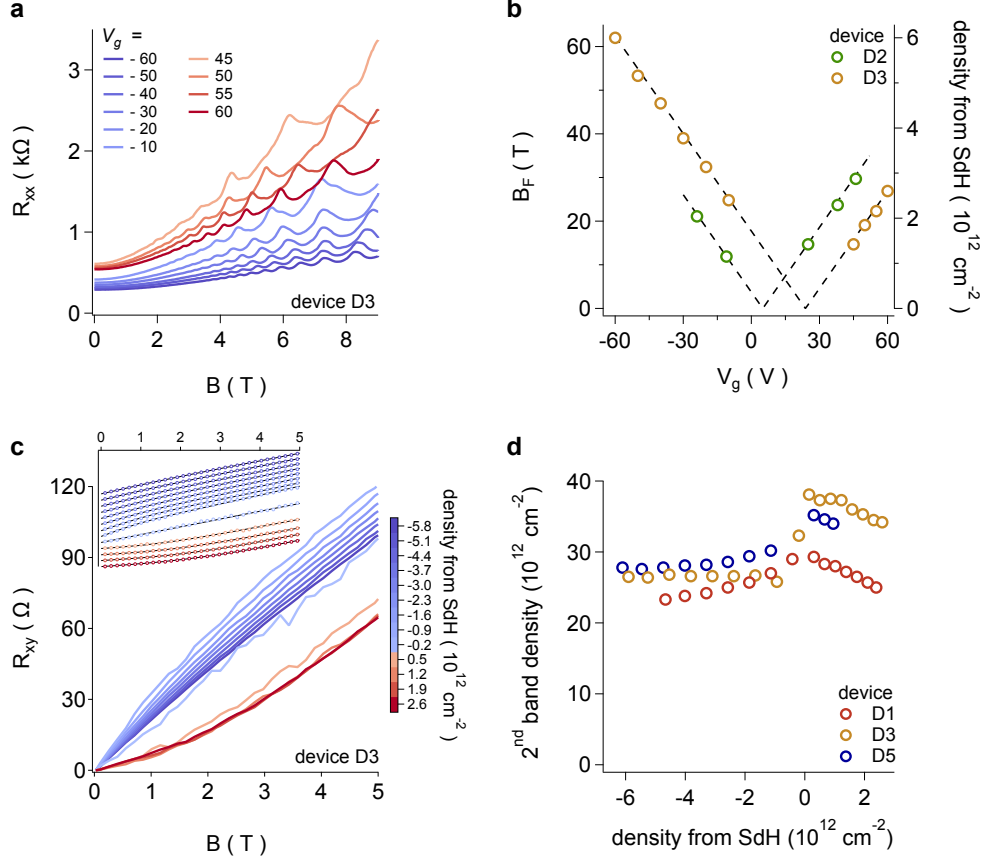 a
V_g =
- 60
- 50
- 40
- 30
- 20
- 10
45
50
55
60
3
2
1
0
R_xx ( kΩ )
0 2 4 6 8
B ( T )
device D3
b
device
D2
D3
60
40
20
0
B_F ( T )
6
4
2
0
density from SdH ( 10^12 cm^-2 )
-60 -30 0 30 60
V_g ( V )
c
0 1 2 3 4 5
120
90
60
30
0
R_xy ( Ω )
0 1 2 3 4 5
B ( T )
device D3
-5.8
-5.1
-4.4
-3.7
-3.0
-2.3
-1.6
-0.9
-0.2
0.5
1.2
1.9
2.6
density from SdH ( 10^12 cm^-2 )
d
40
30
20
10
0
2^nd band density (10^12 cm^-2)
-6 -4 -2 0 2
density from SdH (10^12 cm^-2)
device
D1
D3
D5